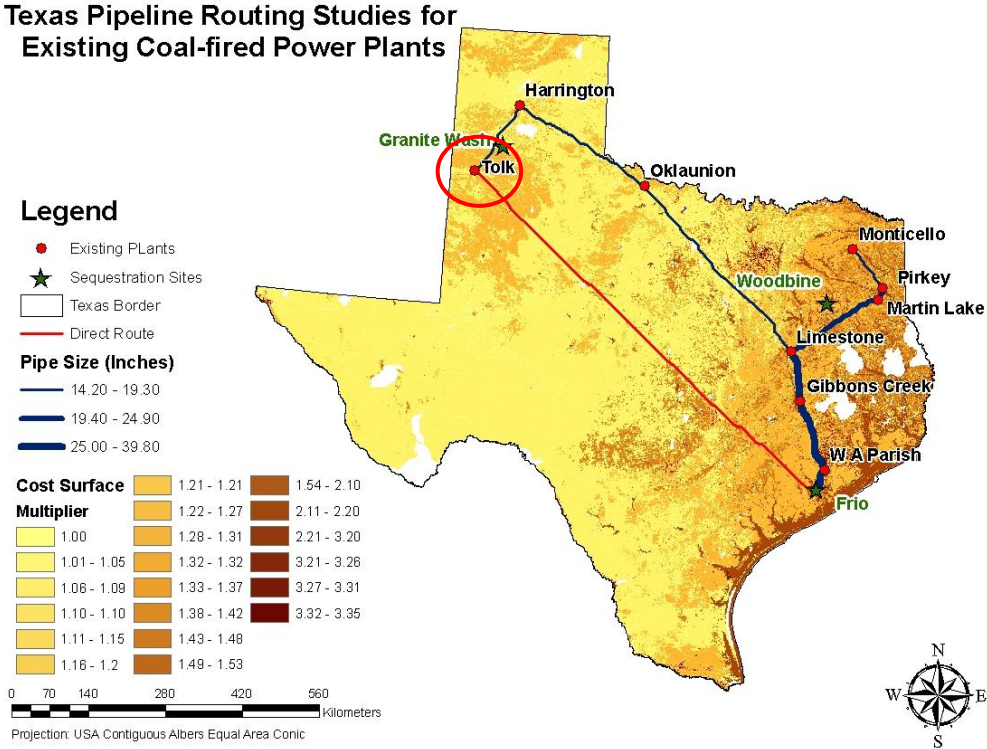 Texas Pipeline Routing Studies for
Existing Coal-fired Power Plants
Harrington
Granite Wash
Tolk
Oklaunion
Monticello
Pirkey
Woodbine
Martin Lake
Limestone
Gibbons Creek
W A Parish
Frio
Legend
Existing Plants
Sequestration Sites
Texas Border
Direct Route
Pipe Size (Inches)
14.20 - 19.30
19.40 - 24.90
25.00 - 39.80
Cost Surface
Multiplier
1.00
1.01 - 1.05
1.06 - 1.09
1.10 - 1.10
1.11 - 1.15
1.16 - 1.2
1.21 - 1.21
1.22 - 1.27
1.28 - 1.31
1.32 - 1.32
1.33 - 1.37
1.38 - 1.42
1.43 - 1.48
1.49 - 1.53
1.54 - 2.10
2.11 - 2.20
2.21 - 3.20
3.21 - 3.26
3.27 - 3.31
3.32 - 3.35
0 70 140 280 420 560
Kilometers
Projection: USA Contiguous Albers Equal Area Conic
N
W E
S